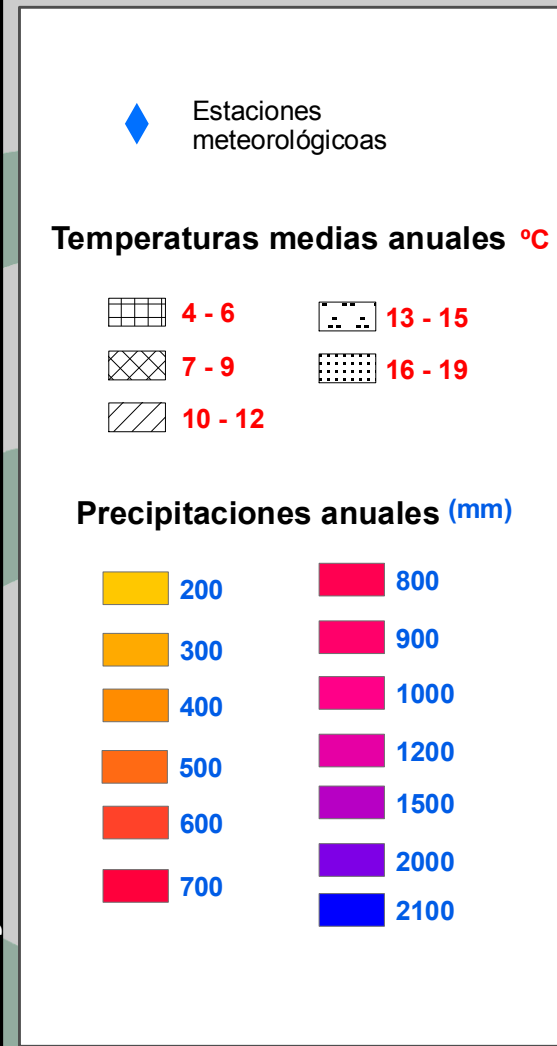 Estaciones
meteorológicoas
Temperaturas medias anuales ºC
4 - 6
7 - 9
10 - 12
13 - 15
16 - 19
Precipitaciones anuales (mm)
200
300
400
500
600
700
800
900
1000
1200
1500
2000
2100